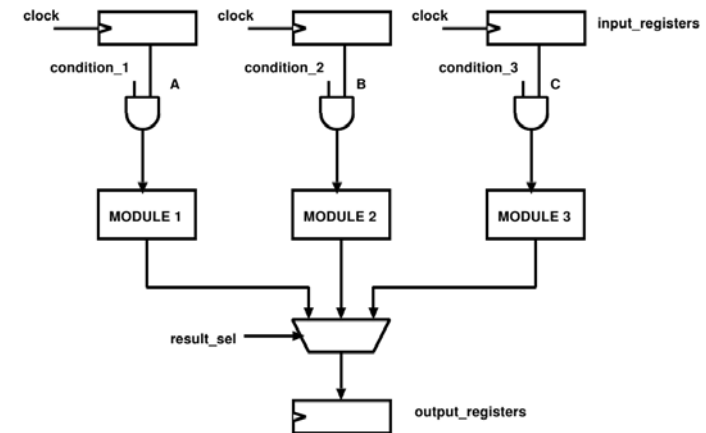 clock
clock
clock
input_registers
condition_1
A
condition_2
B
condition_3
C
MODULE 1
MODULE 2
MODULE 3
result_sel
output_registers